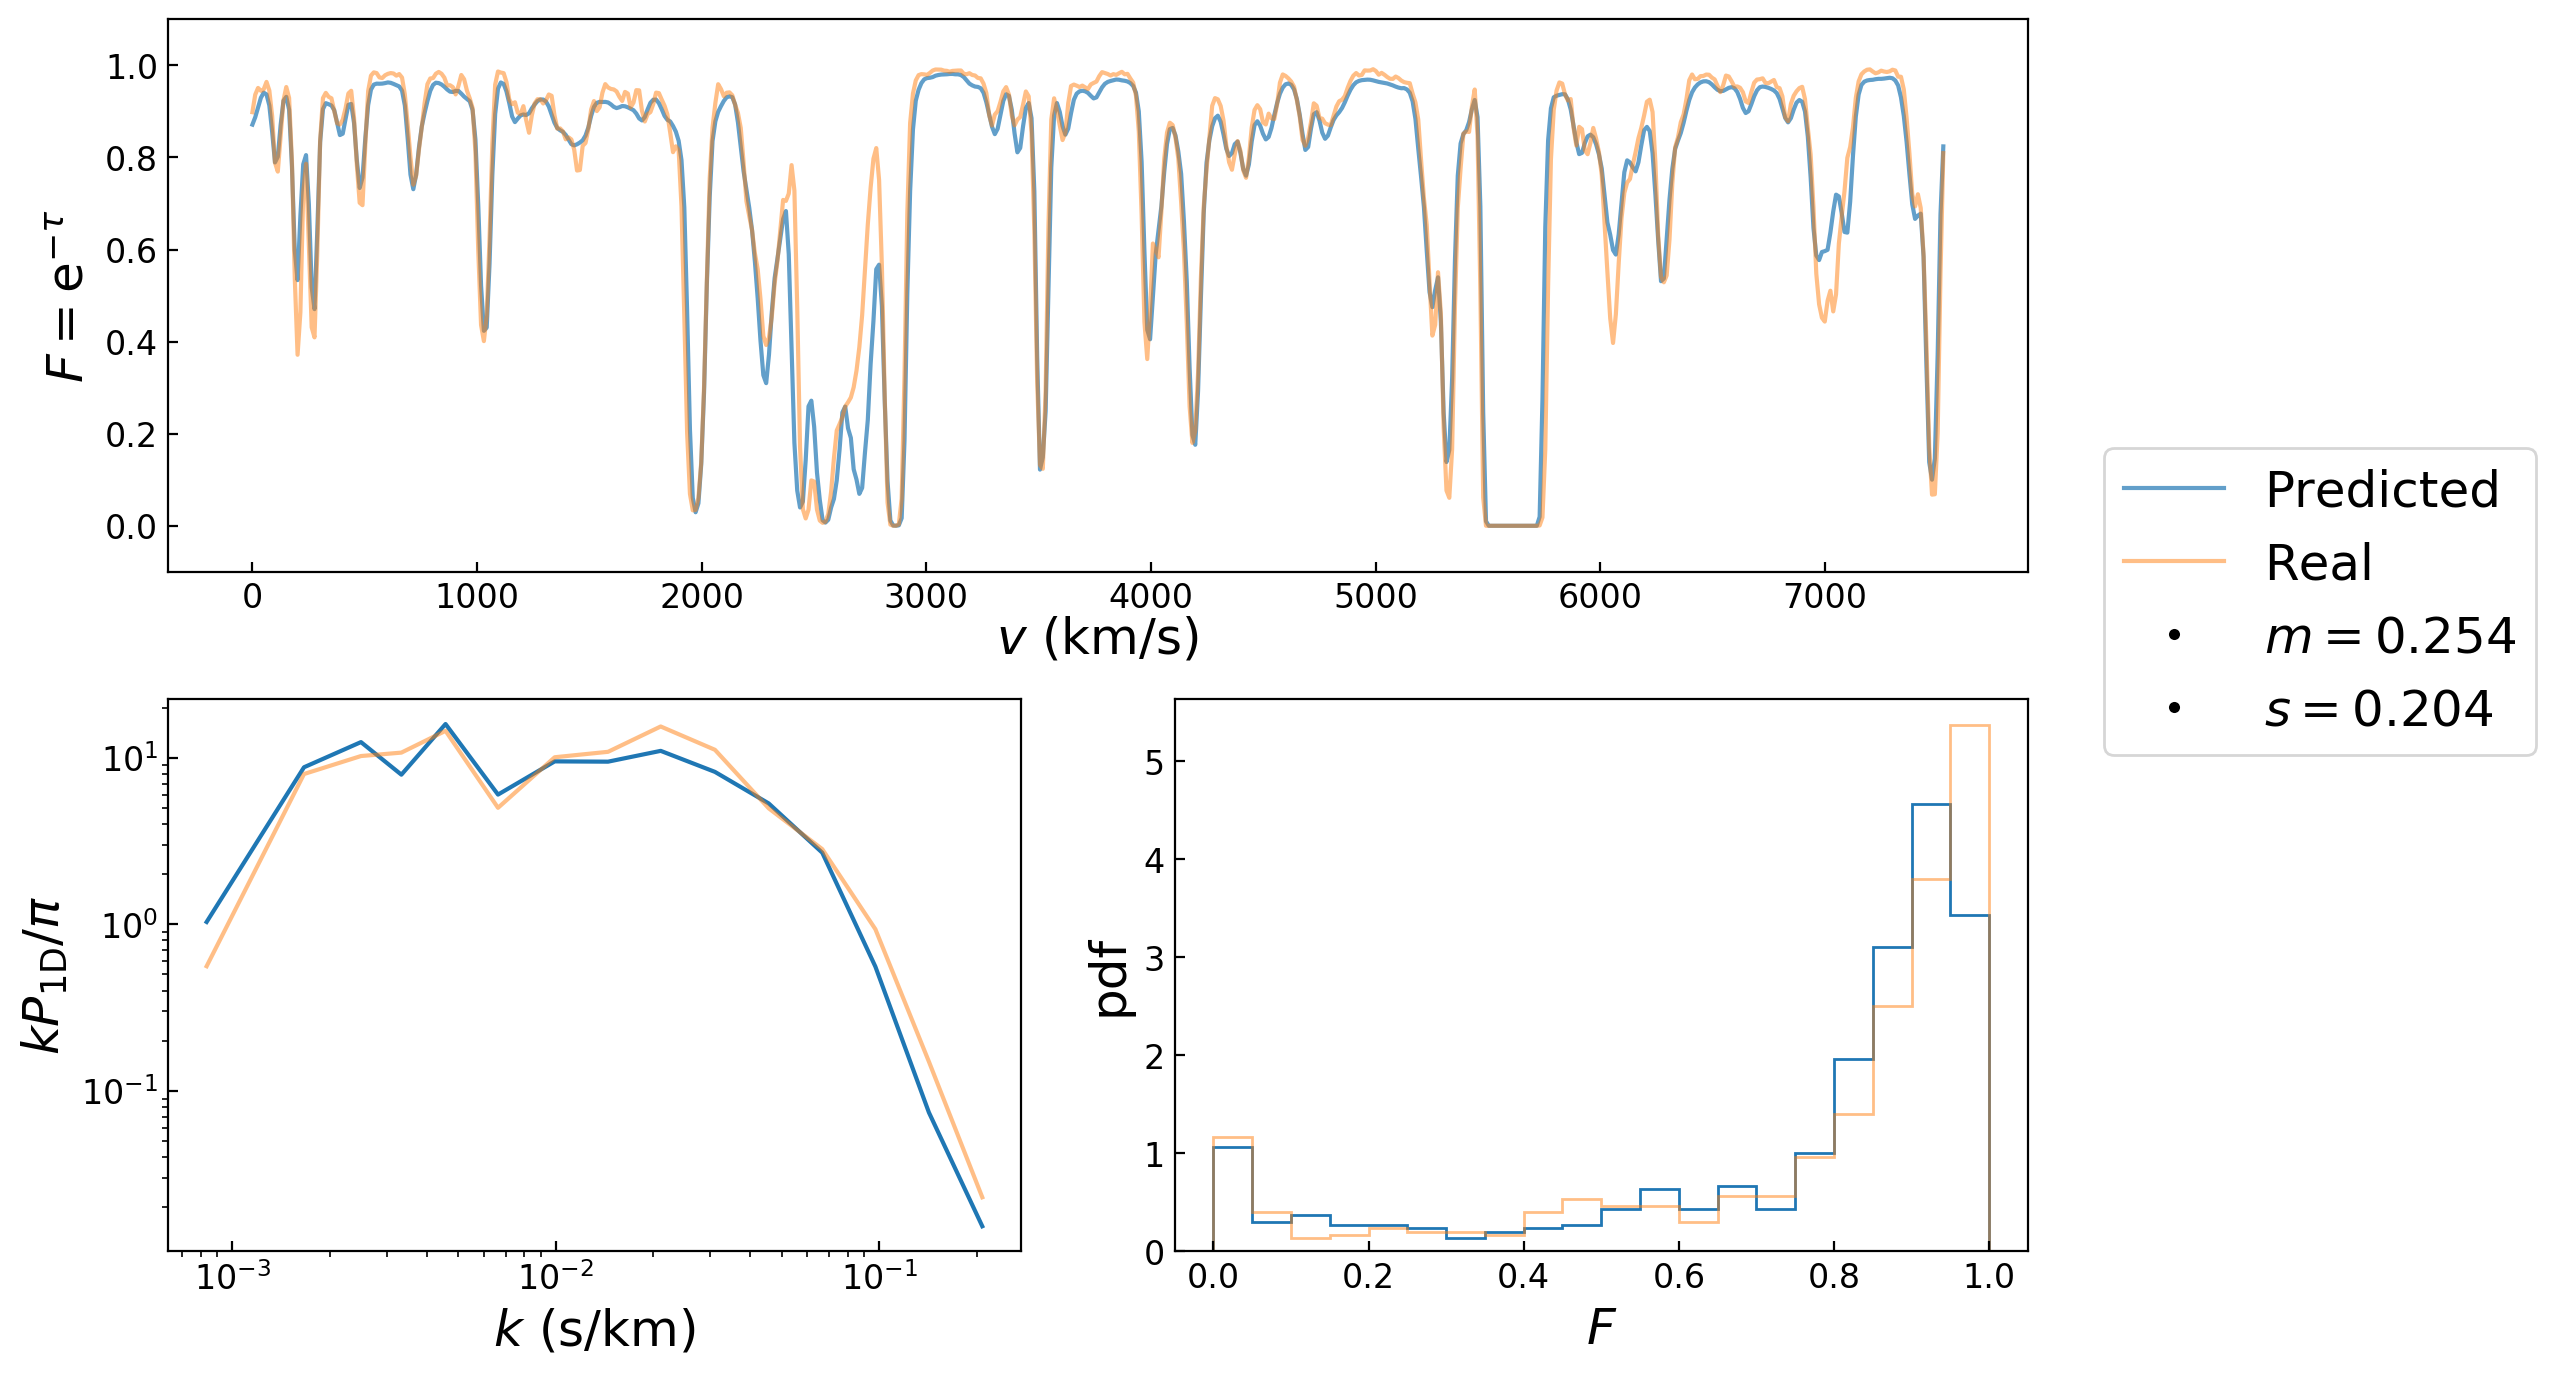 F = e^{−τ}
1.0
0.8
0.6
0.4
0.2
0.0
0 1000 2000 3000 4000 5000 6000 7000
v (km/s)
Predicted
Real
m = 0.254
s = 0.204
kP_{1D}/π
10^1
10^0
10^{−1}
10^{−3} 10^{−2} 10^{−1}
k (s/km)
pdf
5
4
3
2
1
0
0.0 0.2 0.4 0.6 0.8 1.0
F